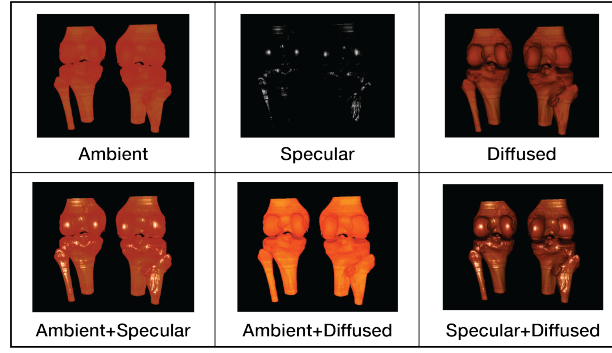 Ambient
Specular
Diffused
Ambient+Specular
Ambient+Diffused
Specular+Diffused